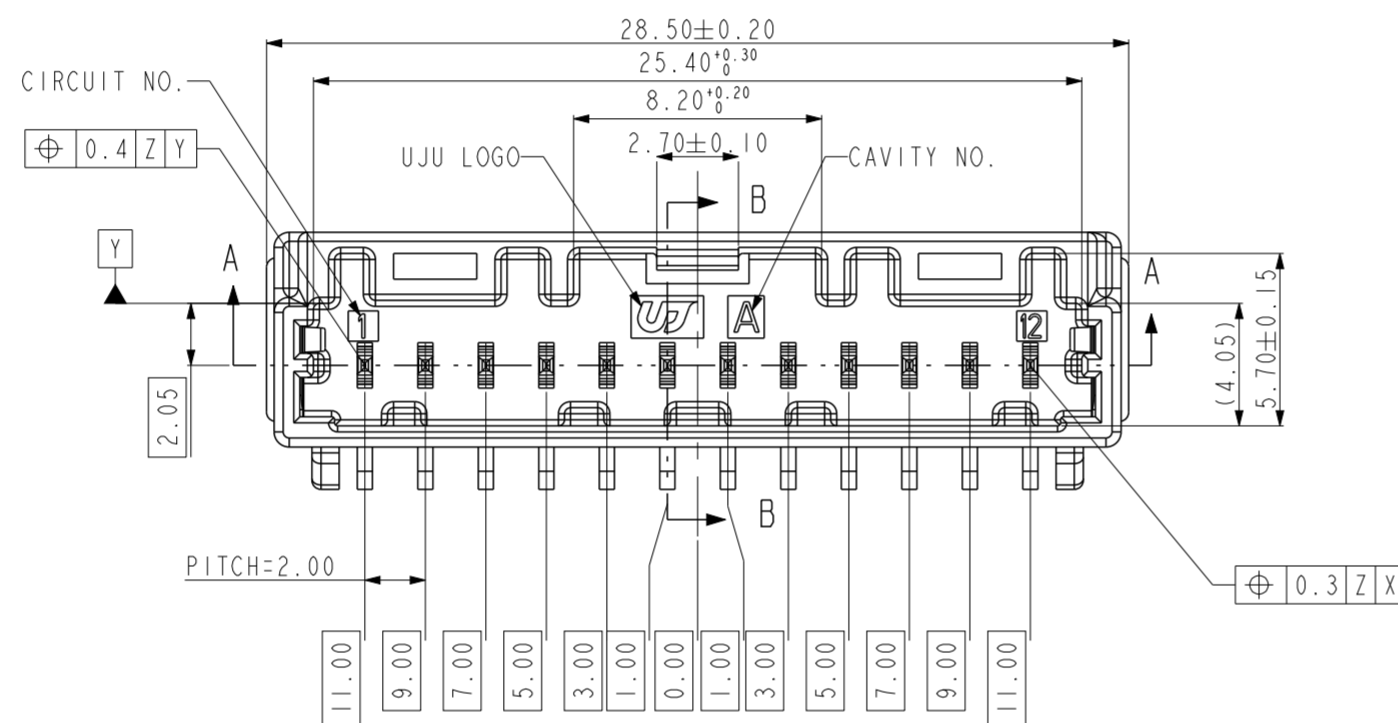 28.50±0.20
25.40 +0.30 0
CIRCUIT NO.
8.20 +0.20 0
⌖ 0.4 Z Y
2.70±0.10
UJU LOGO
CAVITY NO.
B
Y
A
A
1
UJ
A
12
2.05
(4.05)
5.70±0.15
B
PITCH=2.00
⌖ 0.3 Z X
11.00
9.00
7.00
5.00
3.00
1.00
0.00
1.00
3.00
5.00
7.00
9.00
11.00